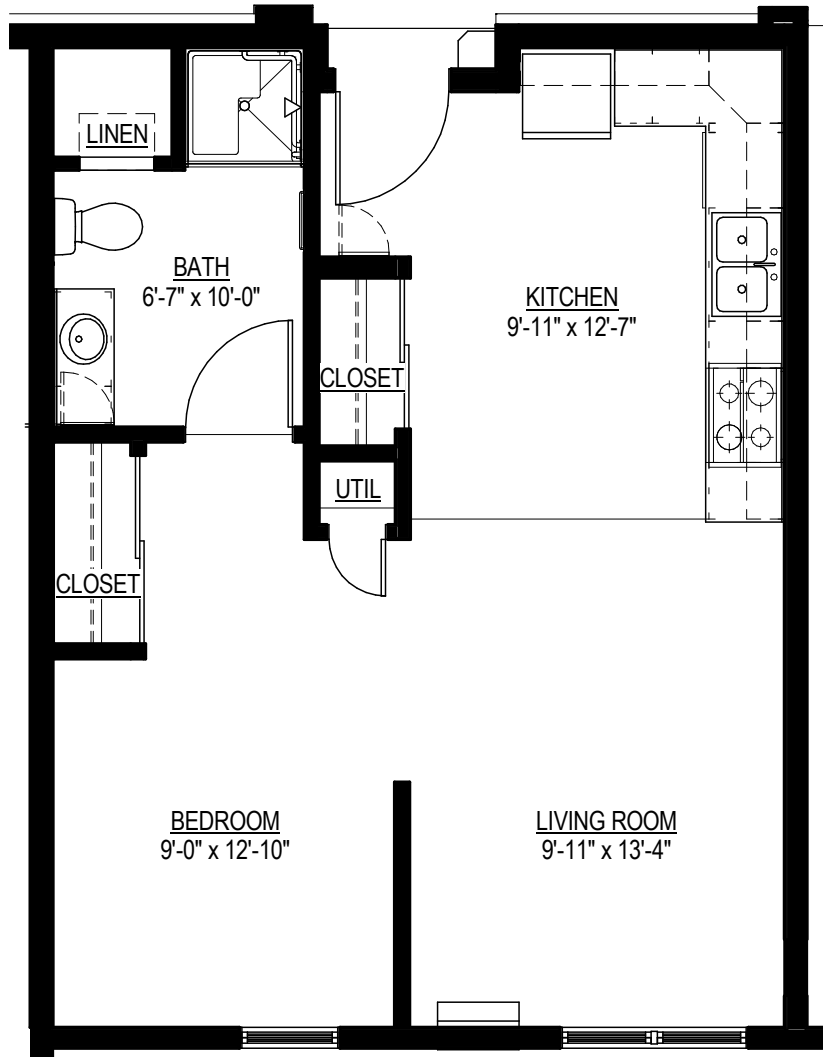 LINEN
BATH
6'-7" x 10'-0"
KITCHEN
9'-11" x 12'-7"
CLOSET
UTIL
CLOSET
BEDROOM
9'-0" x 12'-10"
LIVING ROOM
9'-11" x 13'-4"